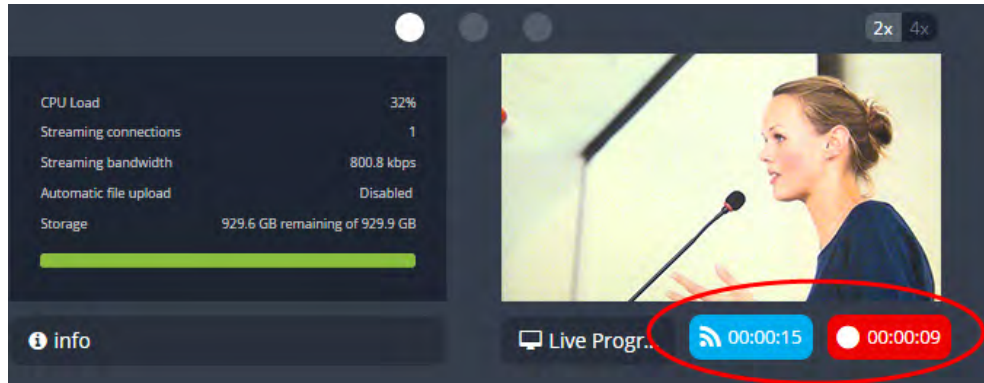 2x 4x
CPU Load 32%
Streaming connections 1
Streaming bandwidth 800.8 kbps
Automatic file upload Disabled
Storage 929.6 GB remaining of 929.9 GB
info
Live Progr...
00:00:15
00:00:09